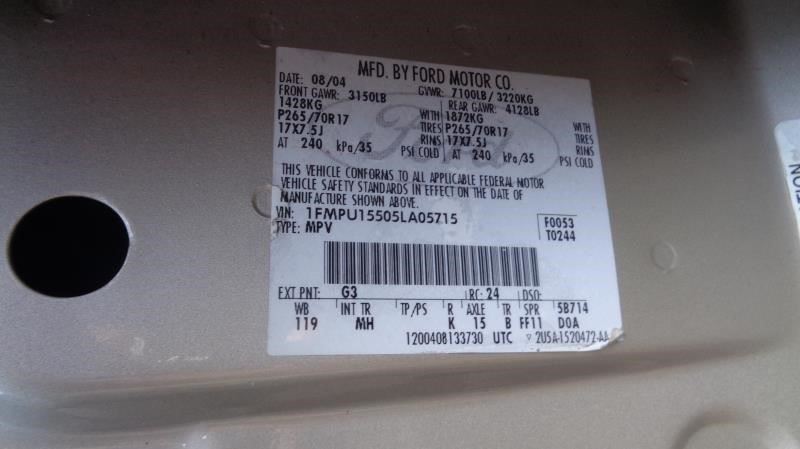 MFD. BY FORD MOTOR CO.
DATE: 08/04 GVWR: 7100LB/ 3220KG
FRONT GAWR: 3150LB REAR GAWR: 4128LB
1428KG WITH 1872KG WITH
P265/70R17 TIRES P265/70R17 TIRES
17X7.5J RIMS 17X7.5J RIMS
AT 240 kPa/35 PSI COLD AT 240 kPa/35 PSI COLD
THIS VEHICLE CONFORMS TO ALL APPLICABLE FEDERAL MOTOR
VEHICLE SAFETY STANDARDS IN EFFECT ON THE DATE OF
MANUFACTURE SHOWN ABOVE.
VIN: 1FMPU15505LA05715 F0053
TYPE: MPV T0244
EXT PNT: G3 RC: 24 DSO:
WB INT TR TP/PS R AXLE TR SPR 5B714
119 MH K 15 B FF11 DOA
1200408133730 UTC 2U5A-1520472-AA
Ford